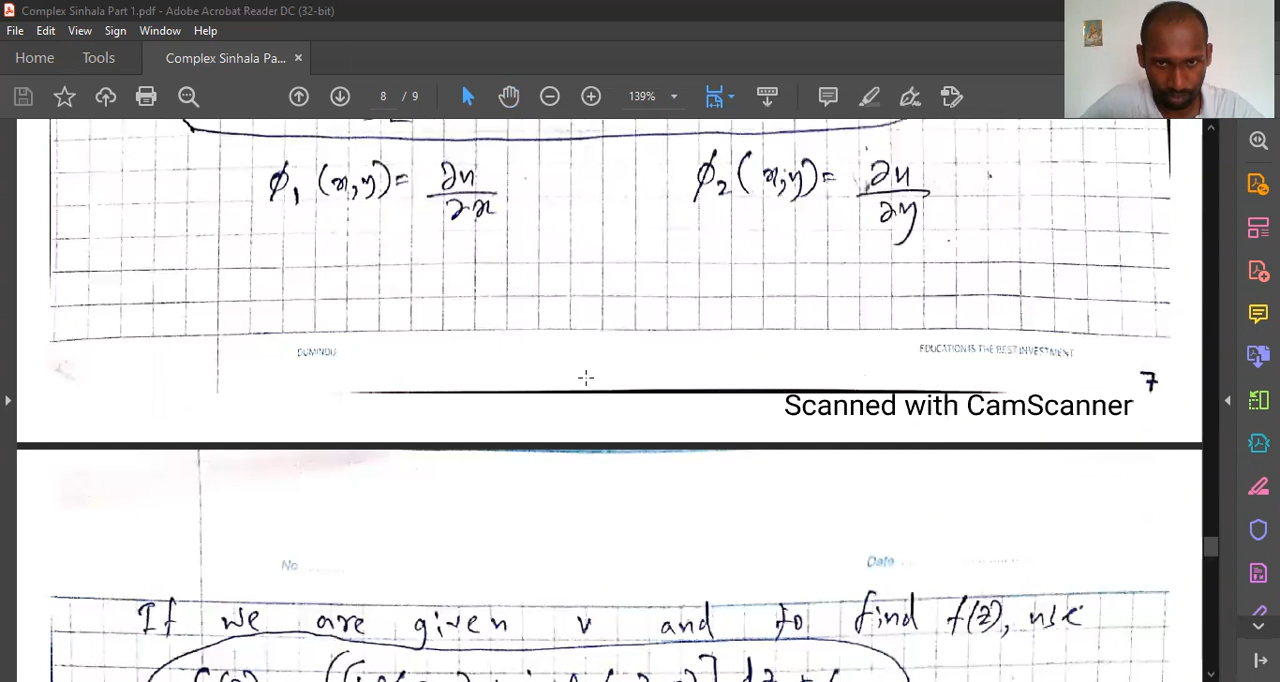 Complex Sinhala Part 1.pdf - Adobe Acrobat Reader DC (32-bit)
File Edit View Sign Window Help
Home Tools Complex Sinhala Pa... ×
8 / 9 139%
ϕ₁ (x,y) = ∂u/∂x ϕ₂ (x,y) = ∂u/∂y
EDUCATION IS THE BEST INVESTMENT
7
Scanned with CamScanner
No Date
If we are given v and to find f(z), use